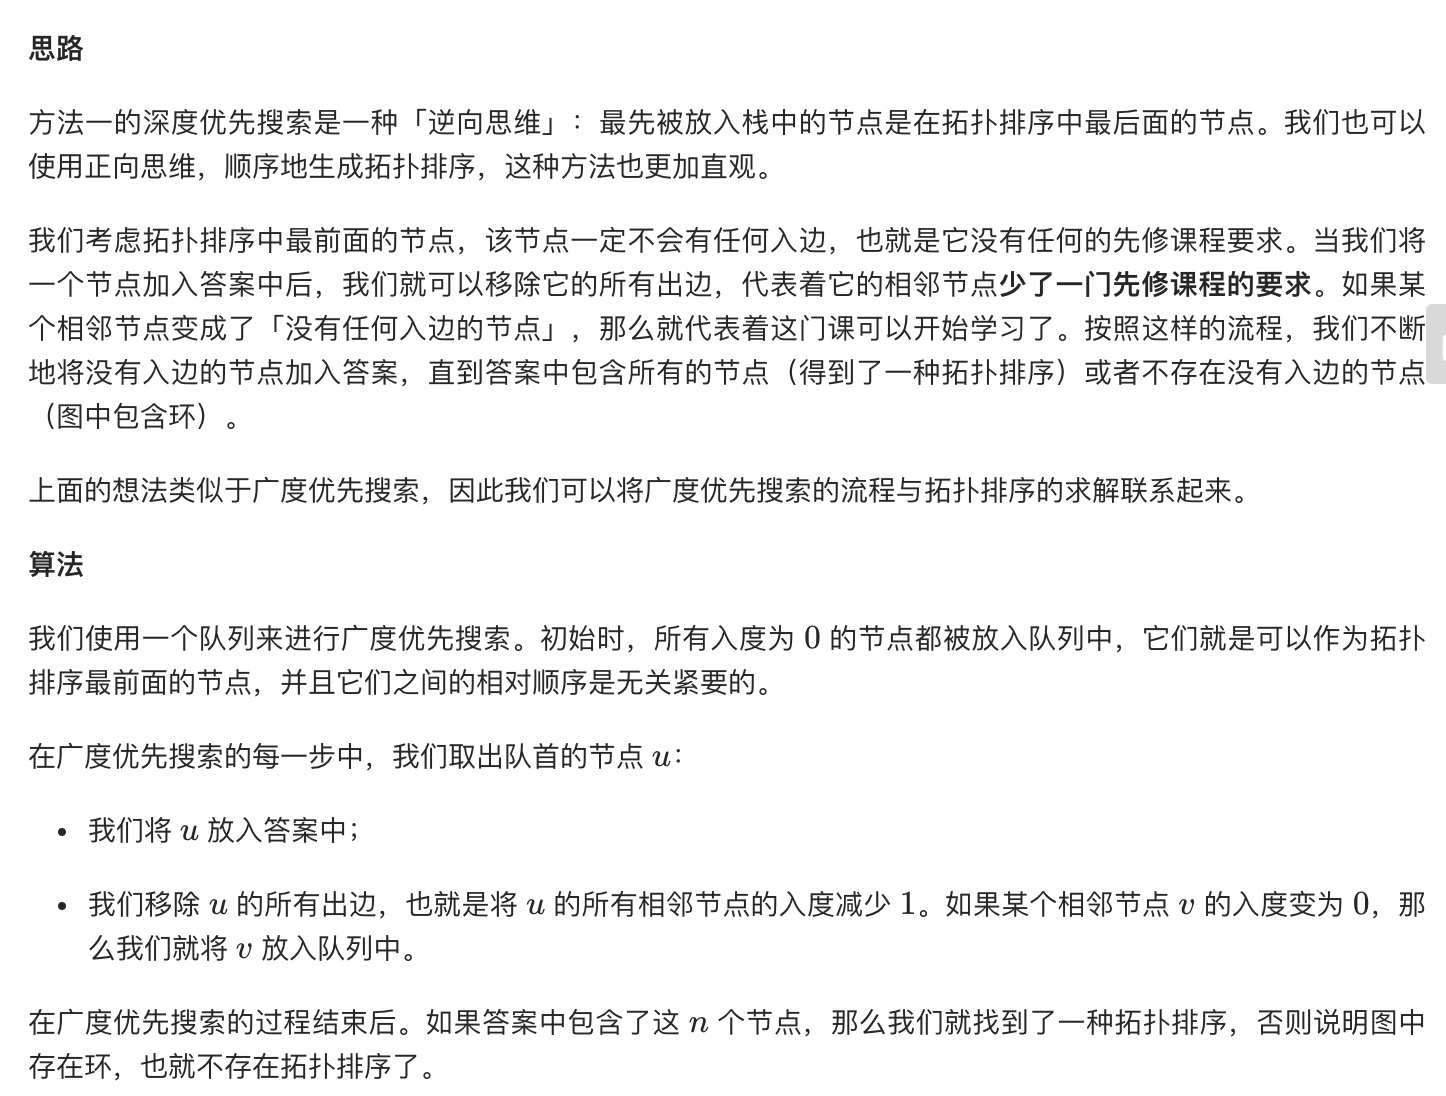 思路
方法一的深度优先搜索是一种「逆向思维」：最先被放入栈中的节点是在拓扑排序中最后面的节点。我们也可以
使用正向思维，顺序地生成拓扑排序，这种方法也更加直观。
我们考虑拓扑排序中最前面的节点，该节点一定不会有任何入边，也就是它没有任何的先修课程要求。当我们将
一个节点加入答案中后，我们就可以移除它的所有出边，代表着它的相邻节点少了一门先修课程的要求。如果某
个相邻节点变成了「没有任何入边的节点」，那么就代表着这门课可以开始学习了。按照这样的流程，我们不断
地将没有入边的节点加入答案，直到答案中包含所有的节点（得到了一种拓扑排序）或者不存在没有入边的节点
（图中包含环）。
上面的想法类似于广度优先搜索，因此我们可以将广度优先搜索的流程与拓扑排序的求解联系起来。
算法
我们使用一个队列来进行广度优先搜索。初始时，所有入度为 0 的节点都被放入队列中，它们就是可以作为拓扑
排序最前面的节点，并且它们之间的相对顺序是无关紧要的。
在广度优先搜索的每一步中，我们取出队首的节点 u：
• 我们将 u 放入答案中；
• 我们移除 u 的所有出边，也就是将 u 的所有相邻节点的入度减少 1。如果某个相邻节点 v 的入度变为 0，那
么我们就将 v 放入队列中。
在广度优先搜索的过程结束后。如果答案中包含了这 n 个节点，那么我们就找到了一种拓扑排序，否则说明图中
存在环，也就不存在拓扑排序了。